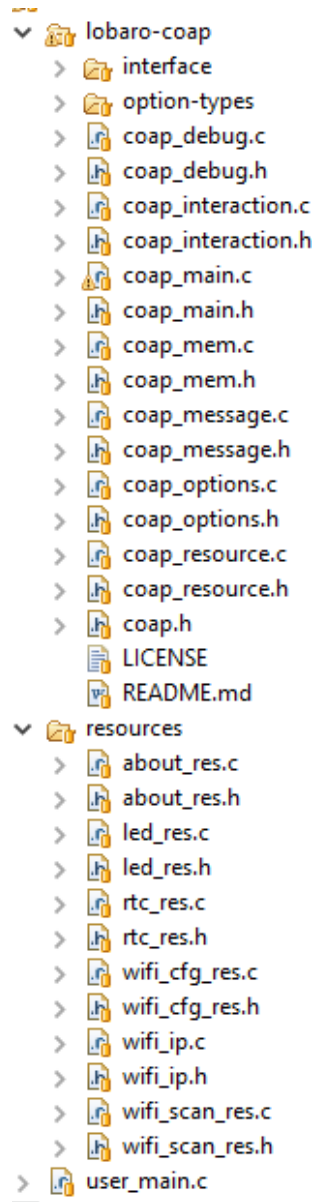 lobaro-coap
interface
option-types
coap_debug.c
coap_debug.h
coap_interaction.c
coap_interaction.h
coap_main.c
coap_main.h
coap_mem.c
coap_mem.h
coap_message.c
coap_message.h
coap_options.c
coap_options.h
coap_resource.c
coap_resource.h
coap.h
LICENSE
README.md
resources
about_res.c
about_res.h
led_res.c
led_res.h
rtc_res.c
rtc_res.h
wifi_cfg_res.c
wifi_cfg_res.h
wifi_ip.c
wifi_ip.h
wifi_scan_res.c
wifi_scan_res.h
user_main.c